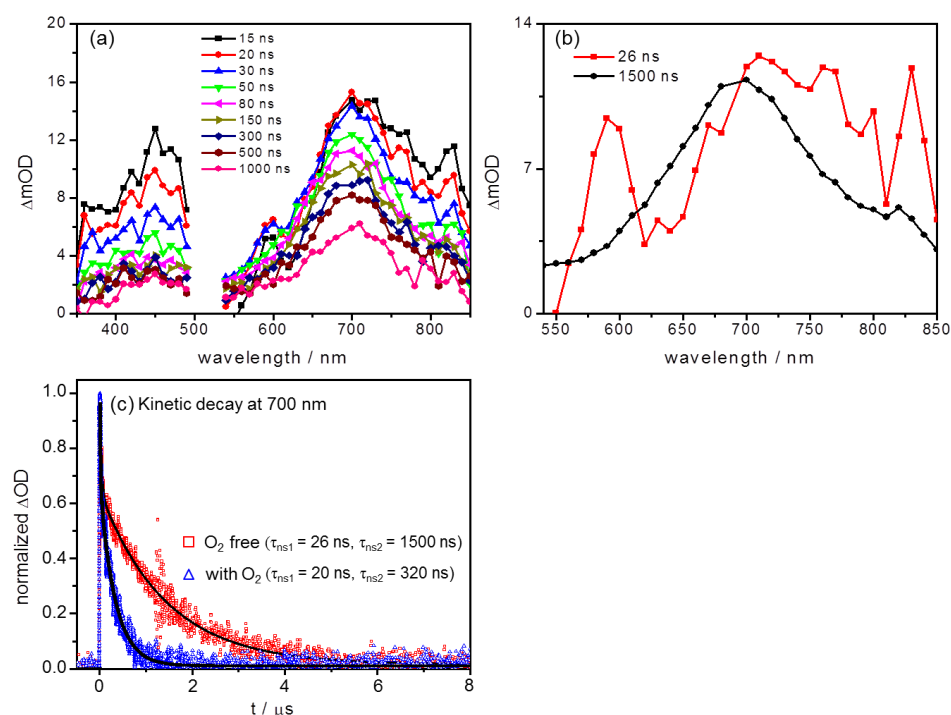 (a)
15 ns
20 ns
30 ns
50 ns
80 ns
150 ns
300 ns
500 ns
1000 ns
20
16
12
8
4
0
ΔmOD
400 500 600 700 800
wavelength / nm
(b)
26 ns
1500 ns
14
7
0
ΔmOD
550 600 650 700 750 800 850
wavelength / nm
(c) Kinetic decay at 700 nm
1.0
0.8
0.6
0.4
0.2
0.0
normalized ΔOD
O₂ free (τns1 = 26 ns, τns2 = 1500 ns)
with O₂ (τns1 = 20 ns, τns2 = 320 ns)
0 2 4 6 8
t / μs